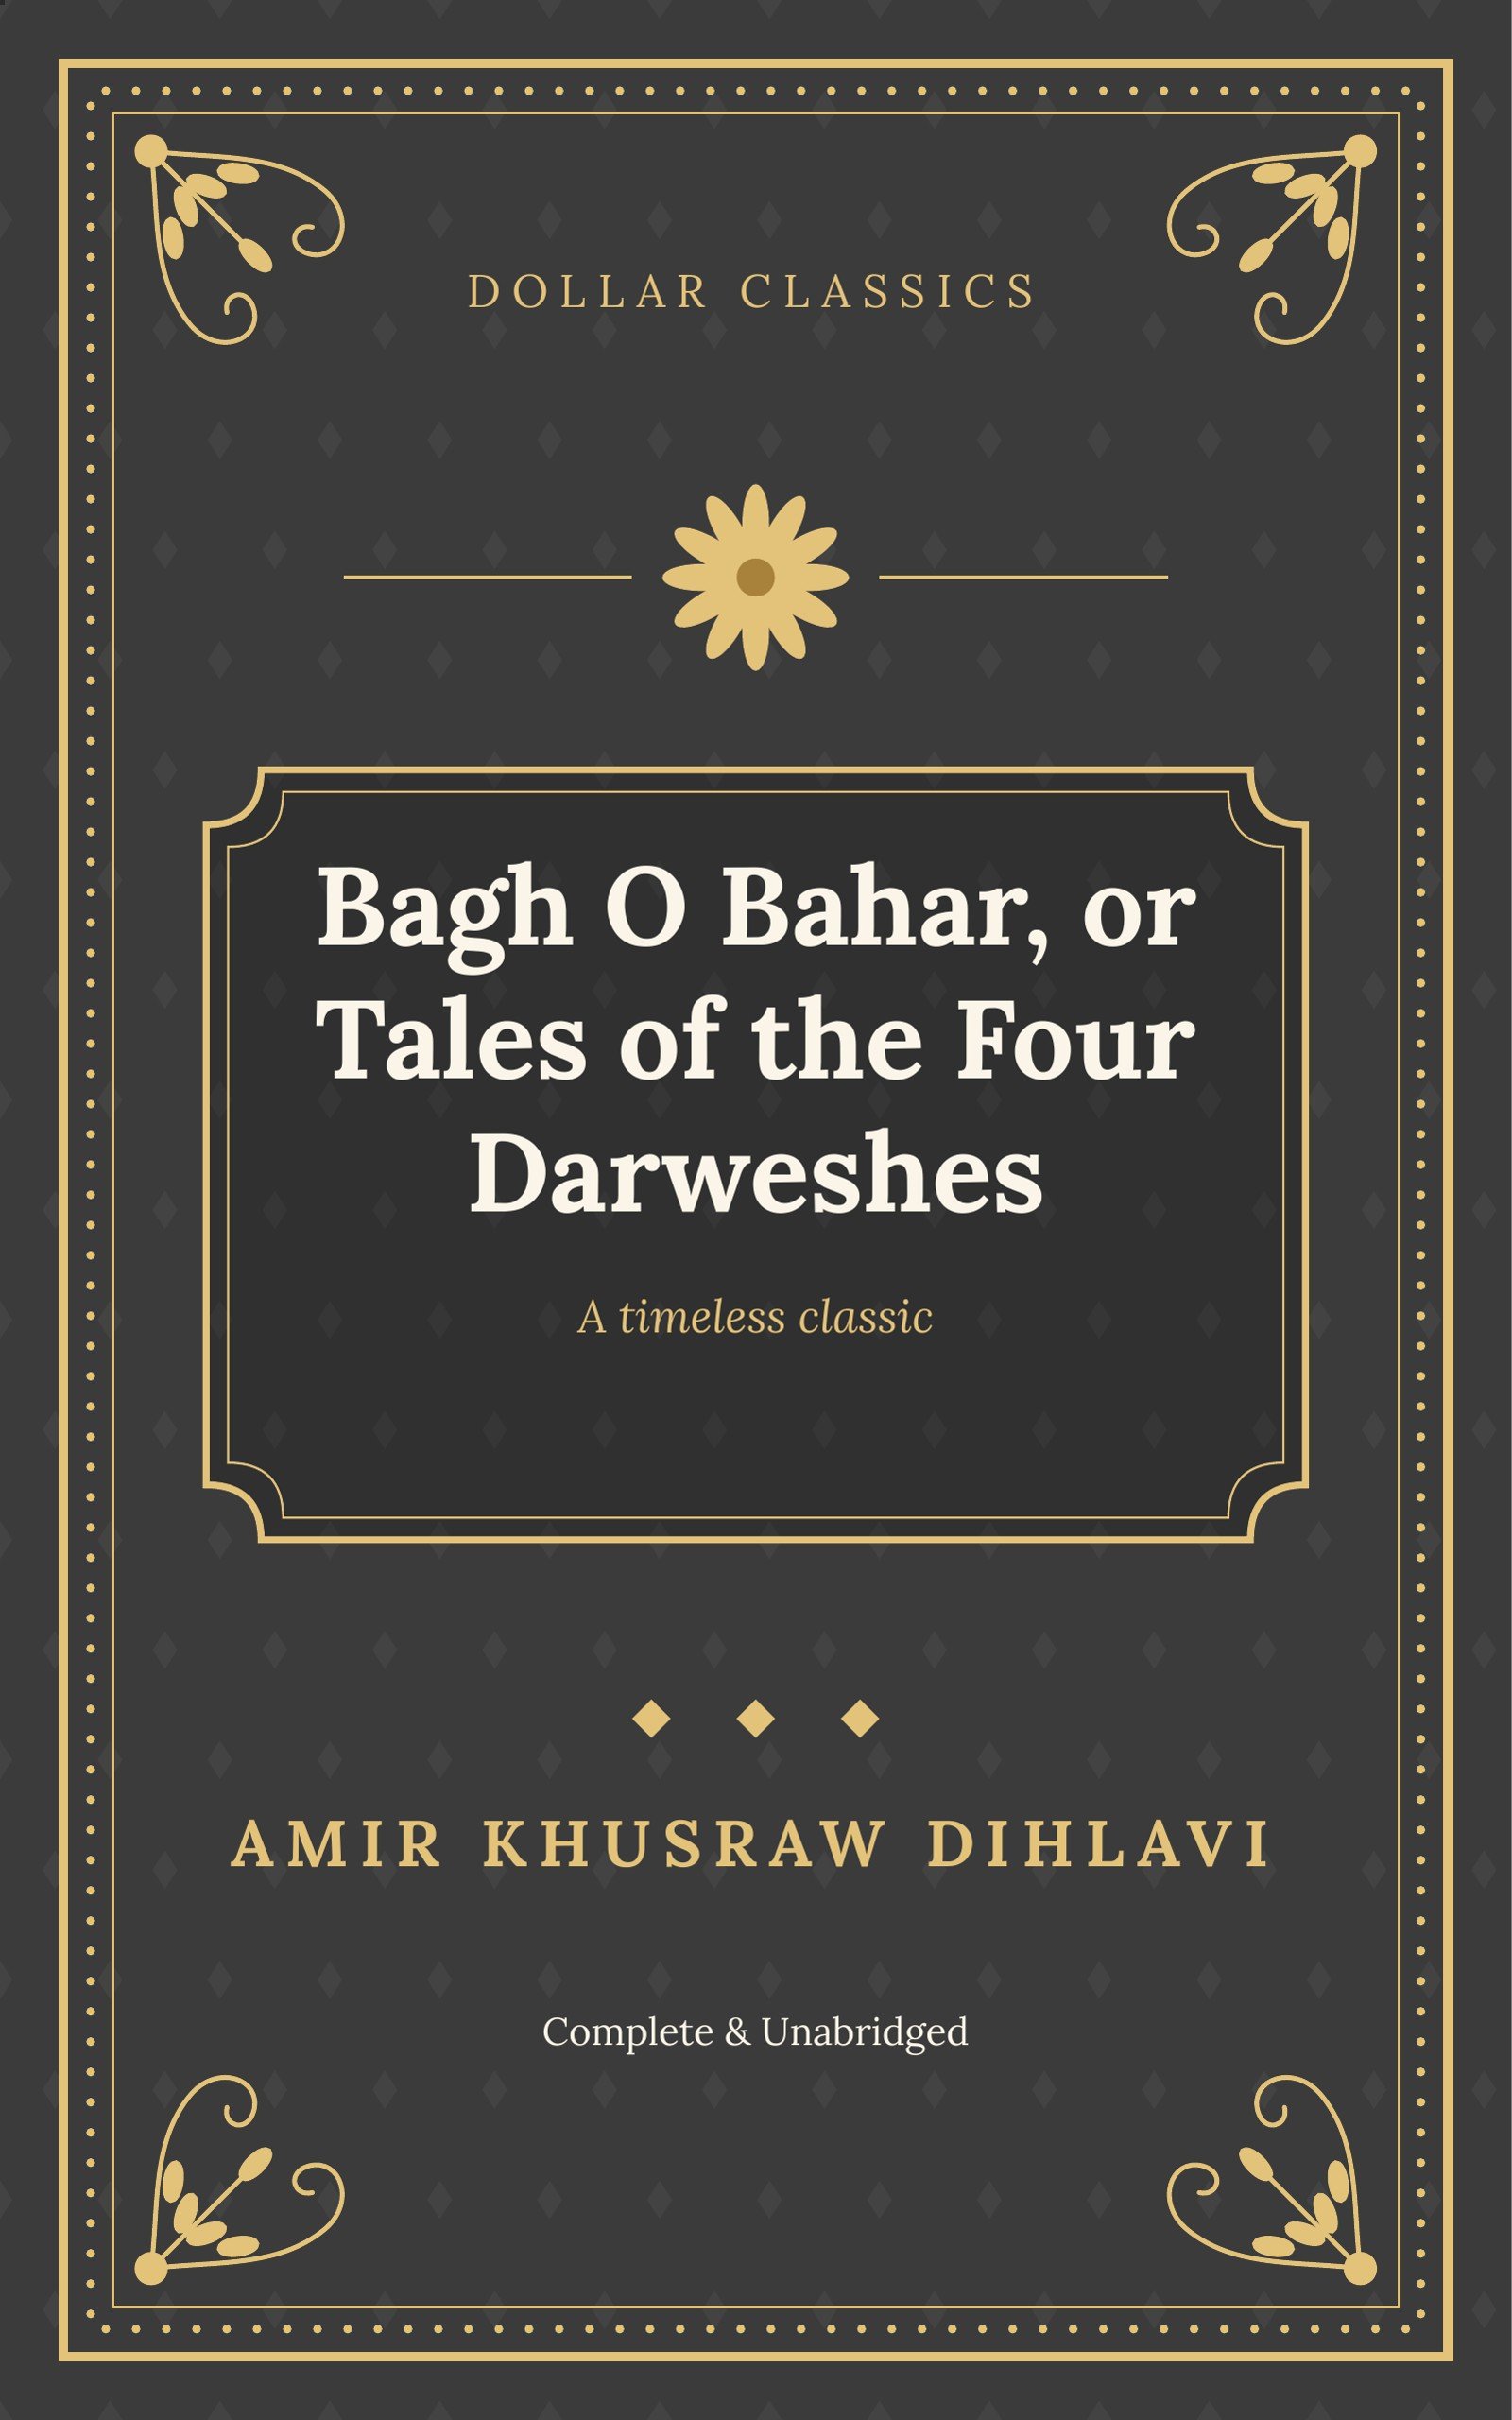 DOLLAR CLASSICS
Bagh O Bahar, or
Tales of the Four
Darweshes
A timeless classic
AMIR KHUSRAW DIHLAVI
Complete & Unabridged